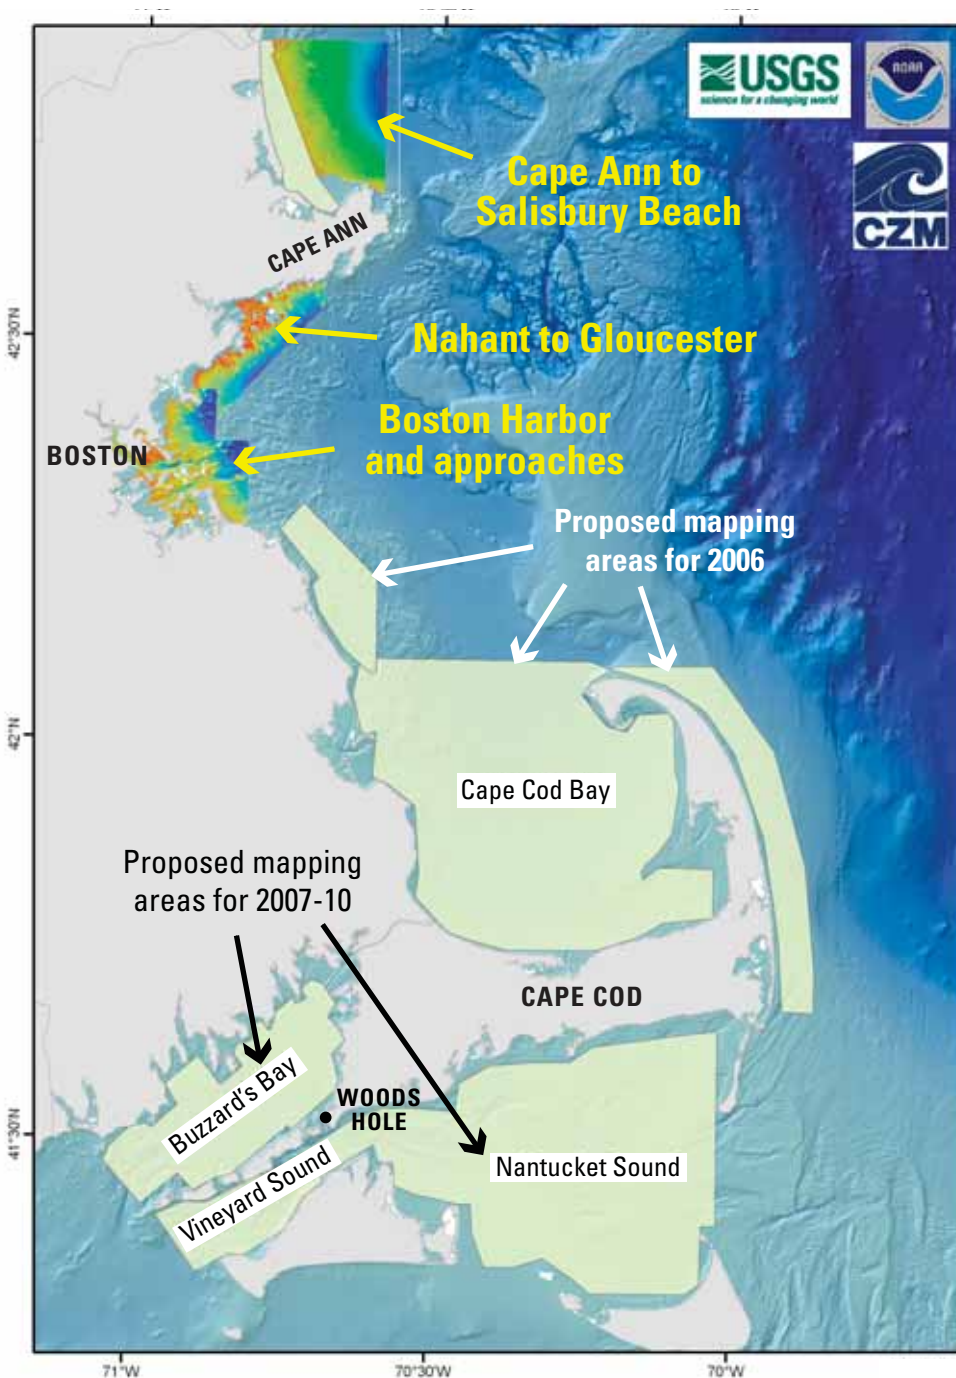 USGS
science for a changing world
NOAA
CZM
Cape Ann to
Salisbury Beach
CAPE ANN
42°30'N
Nahant to Gloucester
Boston Harbor
and approaches
BOSTON
Proposed mapping
areas for 2006
42°N
Cape Cod Bay
Proposed mapping
areas for 2007-10
CAPE COD
Buzzard's Bay
WOODS
HOLE
41°30'N
Vineyard Sound
Nantucket Sound
71°W
70°30'W
70°W